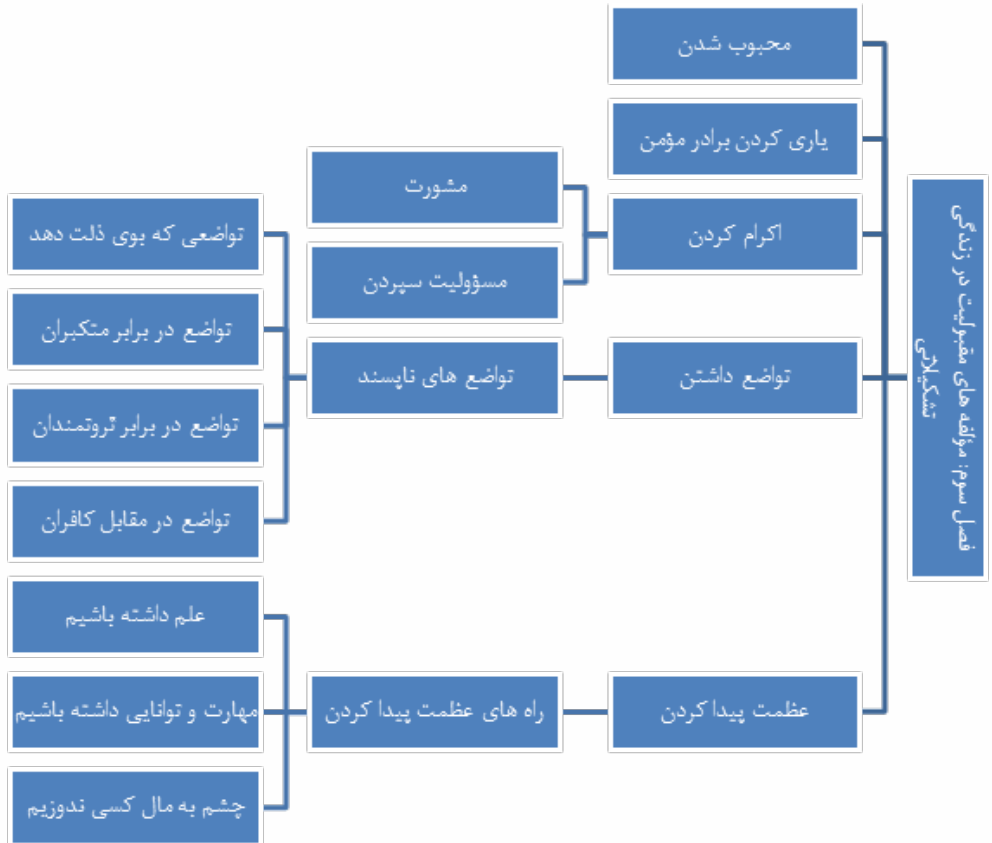 فصل سوم: مؤلفه های مقبولیت در زندگی
تشکیلاتی
محبوب شدن
یاری کردن برادر مؤمن
اکرام کردن
مشورت
مسؤولیت سپردن
تواضع داشتن
تواضع های ناپسند
تواضعی که بوی ذلت دهد
تواضع در برابر متکبران
تواضع در برابر ثروتمندان
تواضع در مقابل کافران
عظمت پیدا کردن
راه های عظمت پیدا کردن
علم داشته باشیم
مهارت و توانایی داشته باشیم
چشم به مال کسی ندوزیم